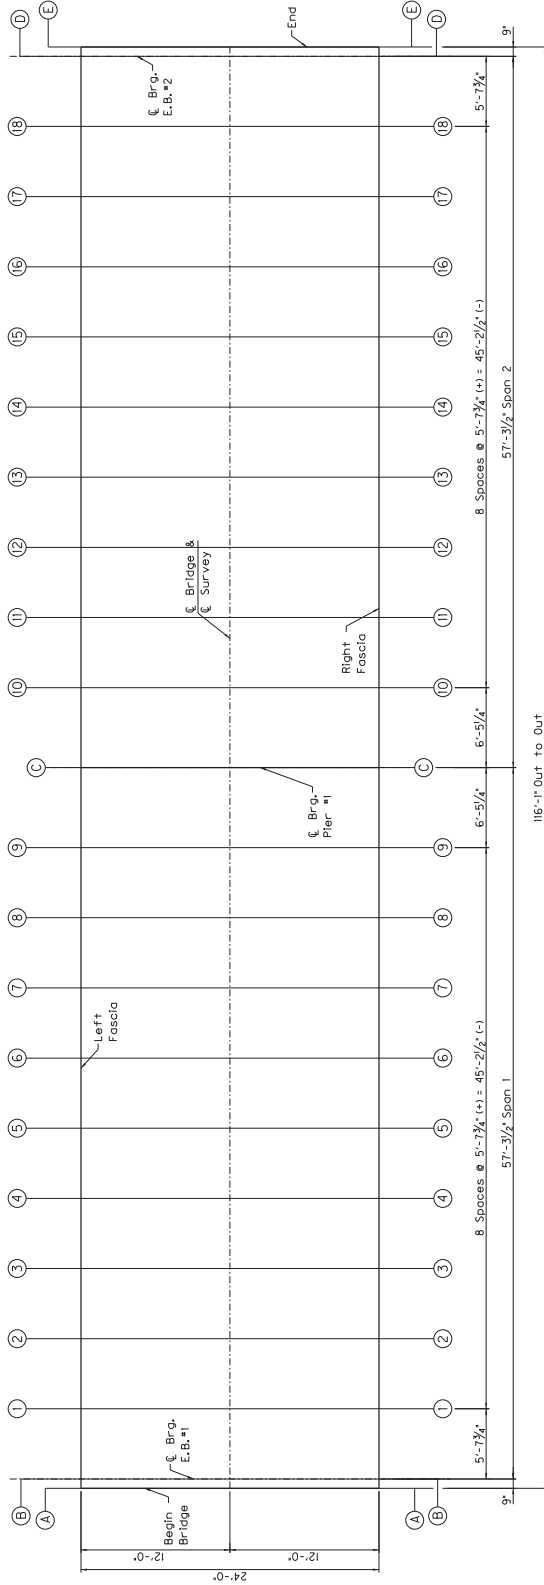 A
B
1
2
3
4
5
6
7
8
9
C
10
11
12
13
14
15
16
17
18
D
E
Begin
Bridge
℄ Brg.
E.B. #1
Left
Fascia
℄ Brg.
Pier #1
℄ Bridge &
℄ Survey
Right
Fascia
℄ Brg.
E.B. #2
End
12'-0"
12'-0"
24'-0"
A
B
1
2
3
4
5
6
7
8
9
C
10
11
12
13
14
15
16
17
18
D
E
5'-7¾"
8 Spaces @ 5'-7¾" (+) = 45'-2½" (-)
6'-5¼"
6'-5¼"
8 Spaces @ 5'-7¾" (+) = 45'-2½" (-)
5'-7¾"
9"
57'-3½" Span 1
57'-3½" Span 2
9"
116'-1" Out to Out